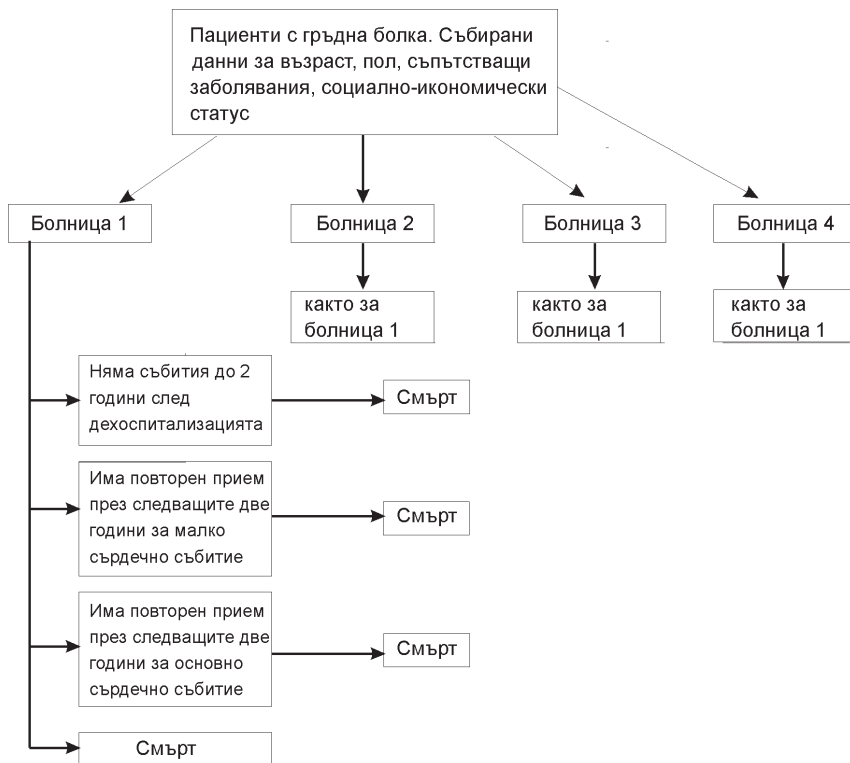 Пациенти с гръдна болка. Събирани
данни за възраст, пол, съпътстващи
заболявания, социално-икономически
статус
Болница 1
Болница 2
Болница 3
Болница 4
както за
болница 1
както за
болница 1
както за
болница 1
Няма събития до 2
години след
дехоспитализацията
Смърт
Има повторен прием
през следващите две
години за малко
сърдечно събитие
Смърт
Има повторен прием
през следващите две
години за основно
сърдечно събитие
Смърт
Смърт